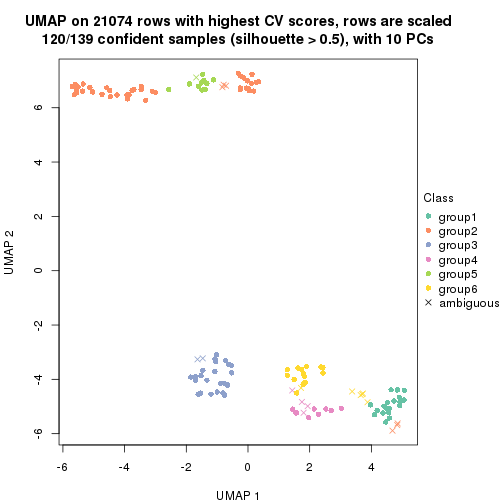 UMAP on 21074 rows with highest CV scores, rows are scaled
120/139 confident samples (silhouette > 0.5), with 10 PCs
6
4
2
0
-2
-4
-6
UMAP 2
-6
-4
-2
0
2
4
UMAP 1
Class
group1
group2
group3
group4
group5
group6
ambiguous